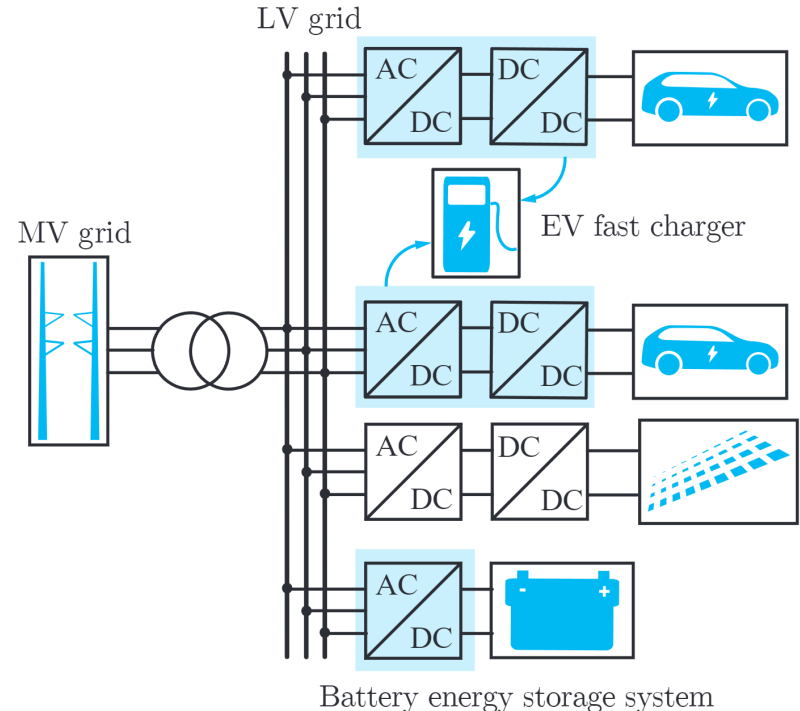 LV grid
AC
DC
DC
DC
EV fast charger
MV grid
AC
DC
DC
DC
AC
DC
DC
DC
AC
DC
-
+
Battery energy storage system